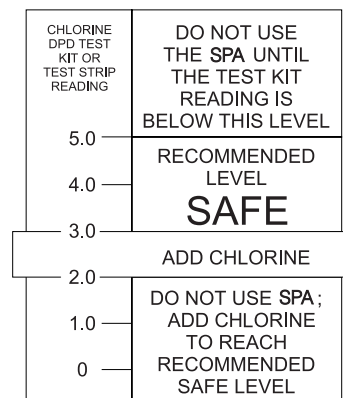 CHLORINE
DPD TEST
KIT OR
TEST STRIP
READING
DO NOT USE
THE SPA UNTIL
THE TEST KIT
READING IS
BELOW THIS LEVEL
5.0
RECOMMENDED
LEVEL
4.0
SAFE
3.0
ADD CHLORINE
2.0
DO NOT USE SPA;
ADD CHLORINE
1.0
TO REACH
RECOMMENDED
0
SAFE LEVEL